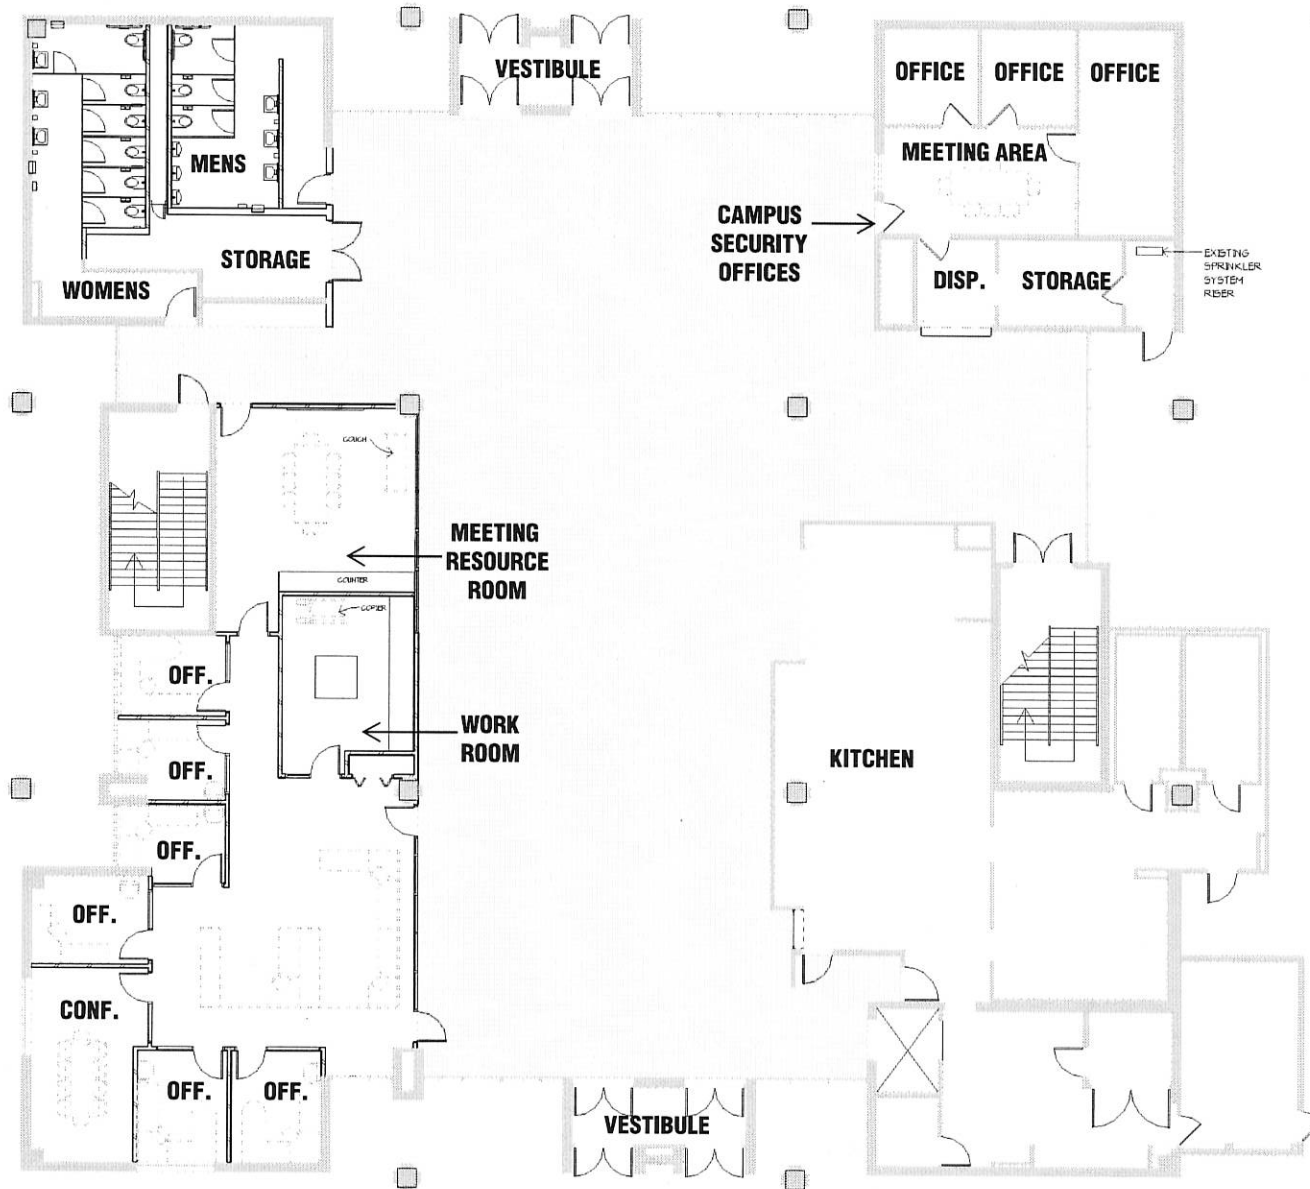 VESTIBULE
OFFICE
OFFICE
OFFICE
MENS
MEETING AREA
CAMPUS
SECURITY
OFFICES
STORAGE
WOMENS
DISP.
STORAGE
EXISTING
SPRINKLER
SYSTEM
RISER
COUCH
MEETING
RESOURCE
ROOM
COUNTER
COPIER
OFF.
WORK
ROOM
OFF.
KITCHEN
OFF.
OFF.
CONF.
OFF.
OFF.
VESTIBULE